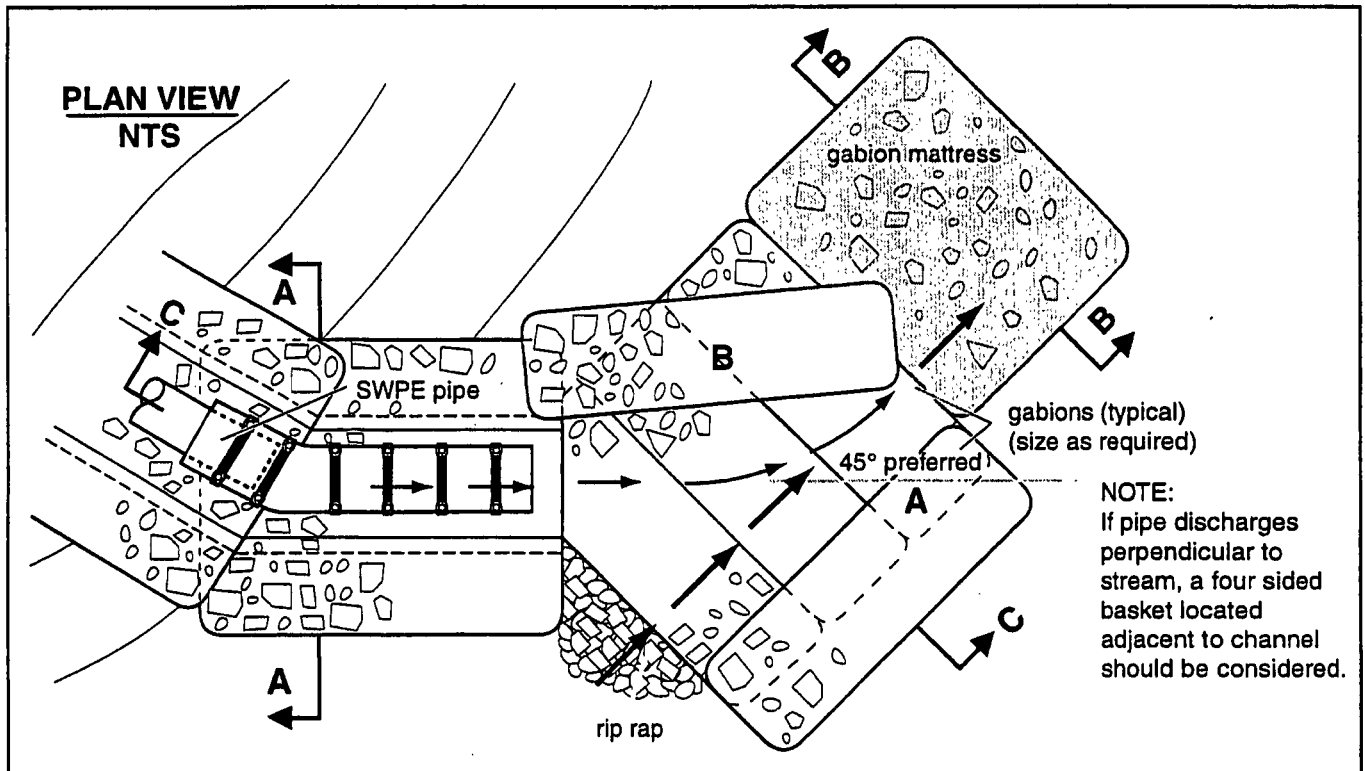 PLAN VIEW
NTS
B
gabion mattress
A
C
B
B
SWPE pipe
gabions (typical)
(size as required)
45° preferred
A
NOTE:
If pipe discharges
perpendicular to
stream, a four sided
basket located
adjacent to channel
should be considered.
C
A
rip rap